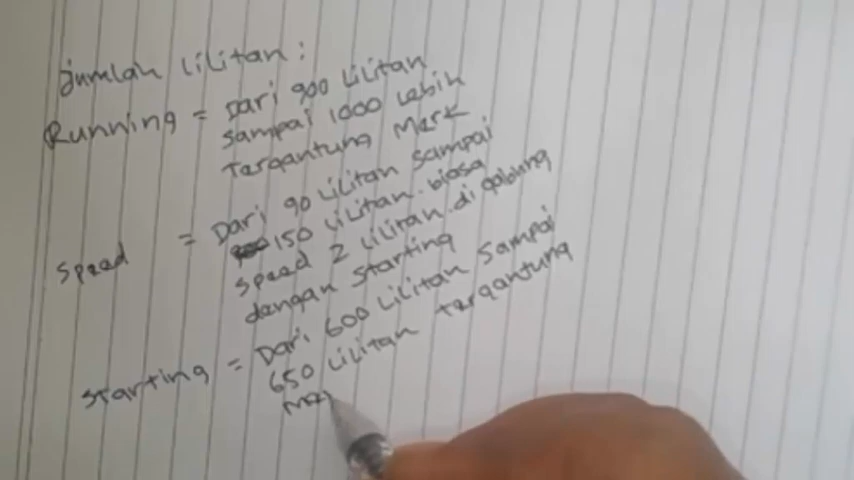 Jumlah Lilitan :
Running = Dari 900 Lilitan
sampai 1000 Lebih
Tergantung Merk
Speed = Dari 90 Lilitan sampai
150 Lilitan. biasa
speed 2 Lilitan. di gabung
dengan starting
Starting = Dari 600 Lilitan sampai
650 Lilitan tergantung